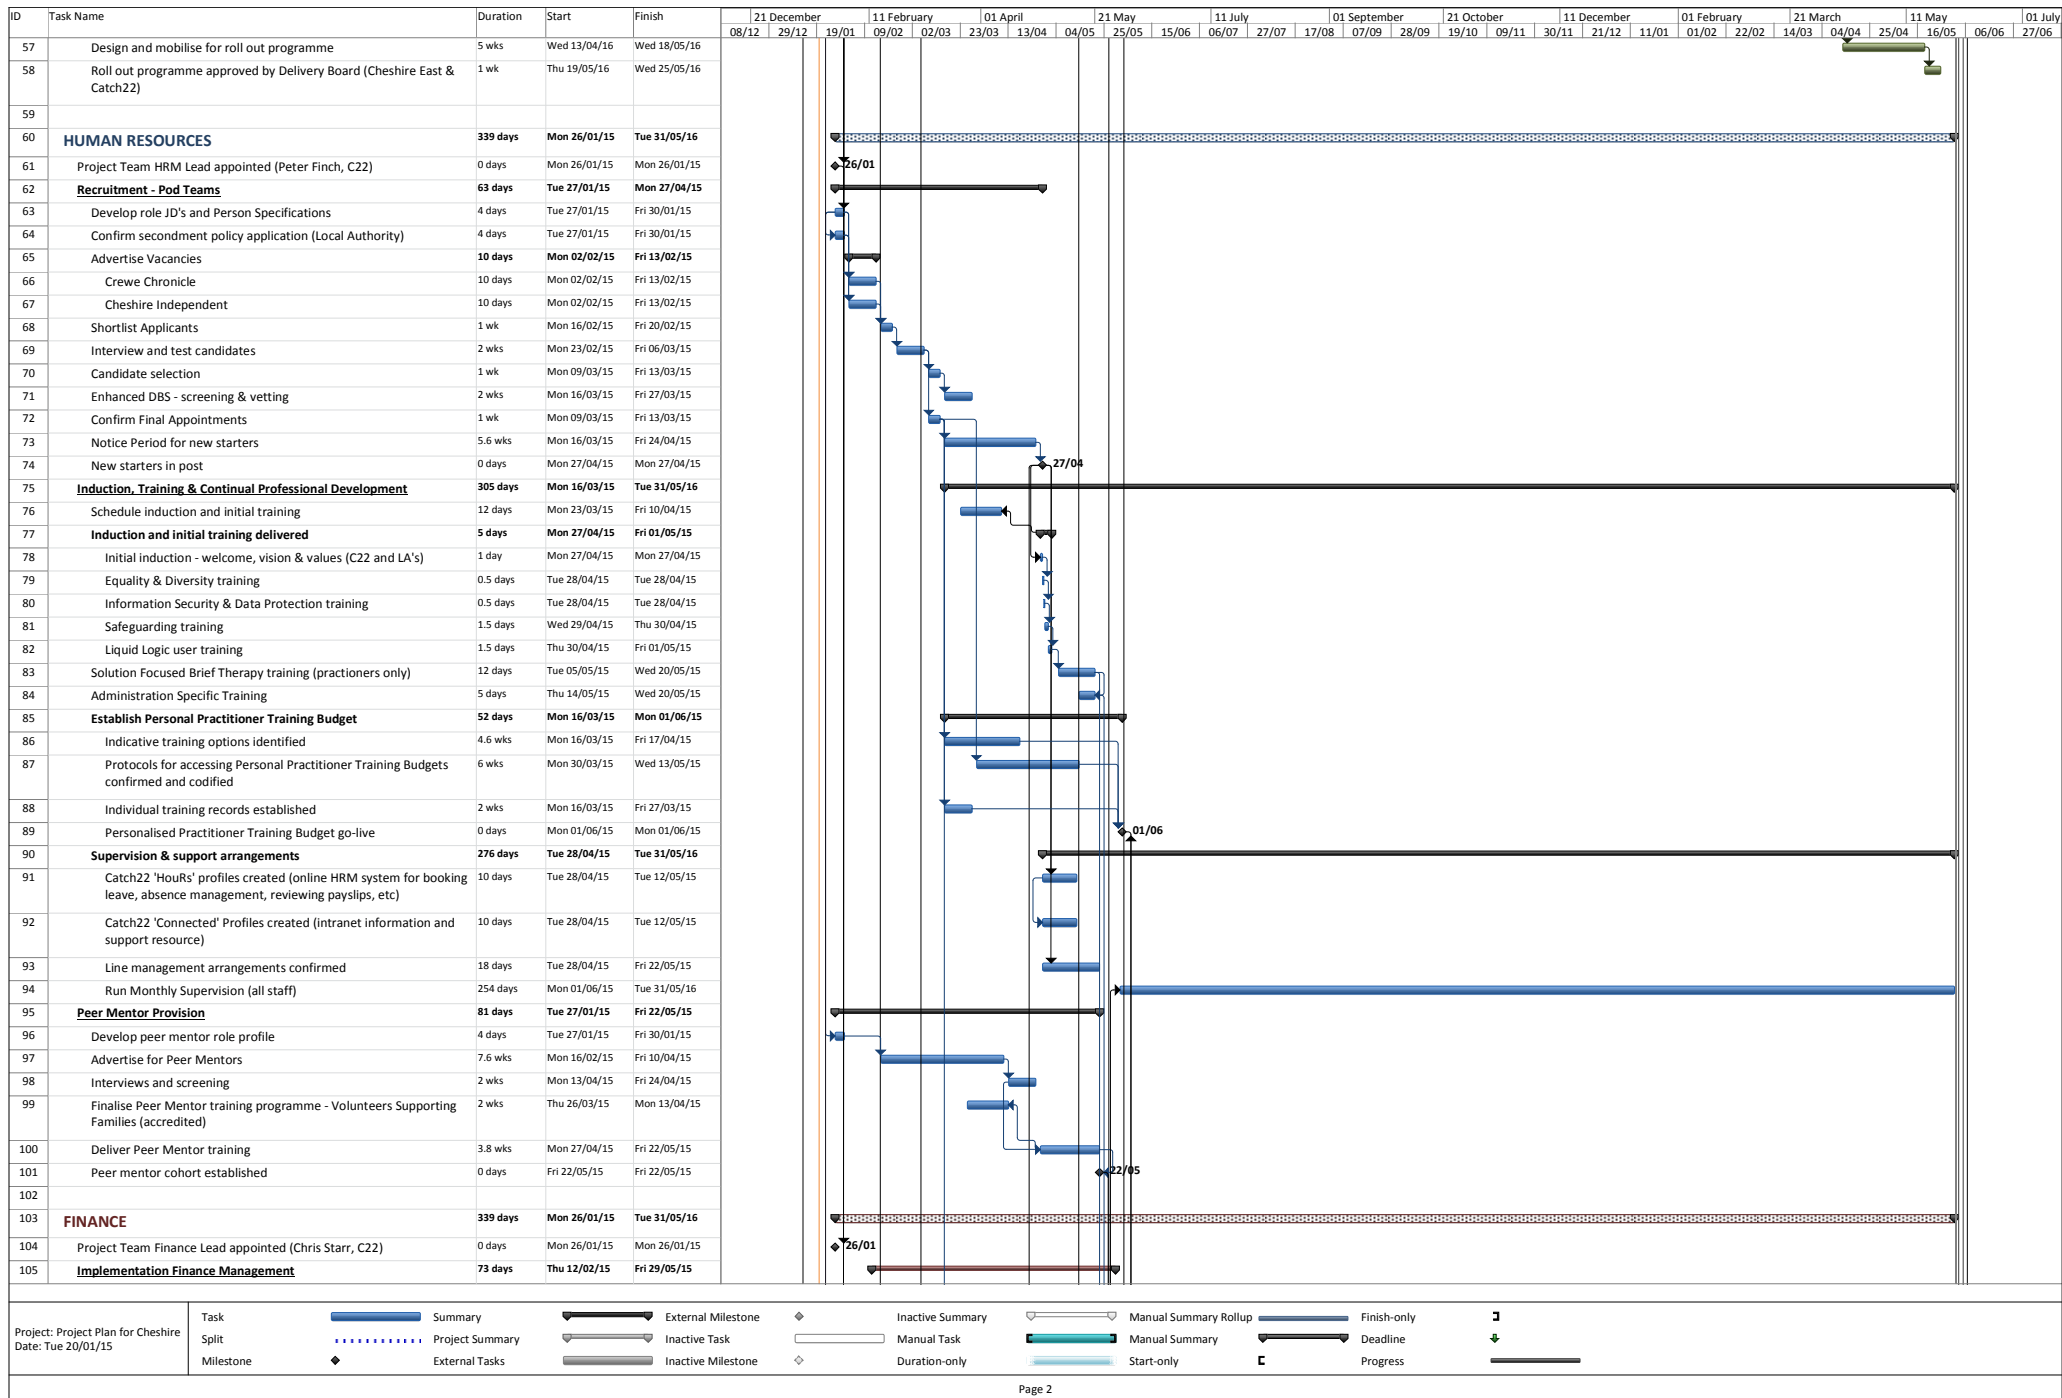 ID Task Name Duration Start Finish 21 December 11 February 01 April 21 May 11 July 01 September 21 October 11 December 01 February 21 March 11 May 01 July
08/12 29/12 19/01 09/02 02/03 23/03 13/04 04/05 25/05 15/06 06/07 27/07 17/08 07/09 28/09 19/10 09/11 30/11 21/12 11/01 01/02 22/02 14/03 04/04 25/04 16/05 06/06 27/06
57 Design and mobilise for roll out programme 5 wks Wed 13/04/16 Wed 18/05/16
58 Roll out programme approved by Delivery Board (Cheshire East & 1 wk Thu 19/05/16 Wed 25/05/16
Catch22)
59
60 HUMAN RESOURCES 339 days Mon 26/01/15 Tue 31/05/16
61 Project Team HRM Lead appointed (Peter Finch, C22) 0 days Mon 26/01/15 Mon 26/01/15 26/01
62 Recruitment - Pod Teams 63 days Tue 27/01/15 Mon 27/04/15
63 Develop role JD's and Person Specifications 4 days Tue 27/01/15 Fri 30/01/15
64 Confirm secondment policy application (Local Authority) 4 days Tue 27/01/15 Fri 30/01/15
65 Advertise Vacancies 10 days Mon 02/02/15 Fri 13/02/15
66 Crewe Chronicle 10 days Mon 02/02/15 Fri 13/02/15
67 Cheshire Independent 10 days Mon 02/02/15 Fri 13/02/15
68 Shortlist Applicants 1 wk Mon 16/02/15 Fri 20/02/15
69 Interview and test candidates 2 wks Mon 23/02/15 Fri 06/03/15
70 Candidate selection 1 wk Mon 09/03/15 Fri 13/03/15
71 Enhanced DBS - screening & vetting 2 wks Mon 16/03/15 Fri 27/03/15
72 Confirm Final Appointments 1 wk Mon 09/03/15 Fri 13/03/15
73 Notice Period for new starters 5.6 wks Mon 16/03/15 Fri 24/04/15
74 New starters in post 0 days Mon 27/04/15 Mon 27/04/15 27/04
75 Induction, Training & Continual Professional Development 305 days Mon 16/03/15 Tue 31/05/16
76 Schedule induction and initial training 12 days Mon 23/03/15 Fri 10/04/15
77 Induction and initial training delivered 5 days Mon 27/04/15 Fri 01/05/15
78 Initial induction - welcome, vision & values (C22 and LA's) 1 day Mon 27/04/15 Mon 27/04/15
79 Equality & Diversity training 0.5 days Tue 28/04/15 Tue 28/04/15
80 Information Security & Data Protection training 0.5 days Tue 28/04/15 Tue 28/04/15
81 Safeguarding training 1.5 days Wed 29/04/15 Thu 30/04/15
82 Liquid Logic user training 1.5 days Thu 30/04/15 Fri 01/05/15
83 Solution Focused Brief Therapy training (practioners only) 12 days Tue 05/05/15 Wed 20/05/15
84 Administration Specific Training 5 days Thu 14/05/15 Wed 20/05/15
85 Establish Personal Practitioner Training Budget 52 days Mon 16/03/15 Mon 01/06/15
86 Indicative training options identified 4.6 wks Mon 16/03/15 Fri 17/04/15
87 Protocols for accessing Personal Practitioner Training Budgets 6 wks Mon 30/03/15 Wed 13/05/15
confirmed and codified
88 Individual training records established 2 wks Mon 16/03/15 Fri 27/03/15
89 Personalised Practitioner Training Budget go-live 0 days Mon 01/06/15 Mon 01/06/15 01/06
90 Supervision & support arrangements 276 days Tue 28/04/15 Tue 31/05/16
91 Catch22 'HouRs' profiles created (online HRM system for booking 10 days Tue 28/04/15 Tue 12/05/15
leave, absence management, reviewing payslips, etc)
92 Catch22 'Connected' Profiles created (intranet information and 10 days Tue 28/04/15 Tue 12/05/15
support resource)
93 Line management arrangements confirmed 18 days Tue 28/04/15 Fri 22/05/15
94 Run Monthly Supervision (all staff) 254 days Mon 01/06/15 Tue 31/05/16
95 Peer Mentor Provision 81 days Tue 27/01/15 Fri 22/05/15
96 Develop peer mentor role profile 4 days Tue 27/01/15 Fri 30/01/15
97 Advertise for Peer Mentors 7.6 wks Mon 16/02/15 Fri 10/04/15
98 Interviews and screening 2 wks Mon 13/04/15 Fri 24/04/15
99 Finalise Peer Mentor training programme - Volunteers Supporting 2 wks Thu 26/03/15 Mon 13/04/15
Families (accredited)
100 Deliver Peer Mentor training 3.8 wks Mon 27/04/15 Fri 22/05/15
101 Peer mentor cohort established 0 days Fri 22/05/15 Fri 22/05/15 22/05
102
103 FINANCE 339 days Mon 26/01/15 Tue 31/05/16
104 Project Team Finance Lead appointed (Chris Starr, C22) 0 days Mon 26/01/15 Mon 26/01/15 26/01
105 Implementation Finance Management 73 days Thu 12/02/15 Fri 29/05/15
Project: Project Plan for Cheshire
Date: Tue 20/01/15
Task Summary External Milestone Inactive Summary Manual Summary Rollup Finish-only
Split Project Summary Inactive Task Manual Task Manual Summary Deadline
Milestone External Tasks Inactive Milestone Duration-only Start-only Progress
Page 2